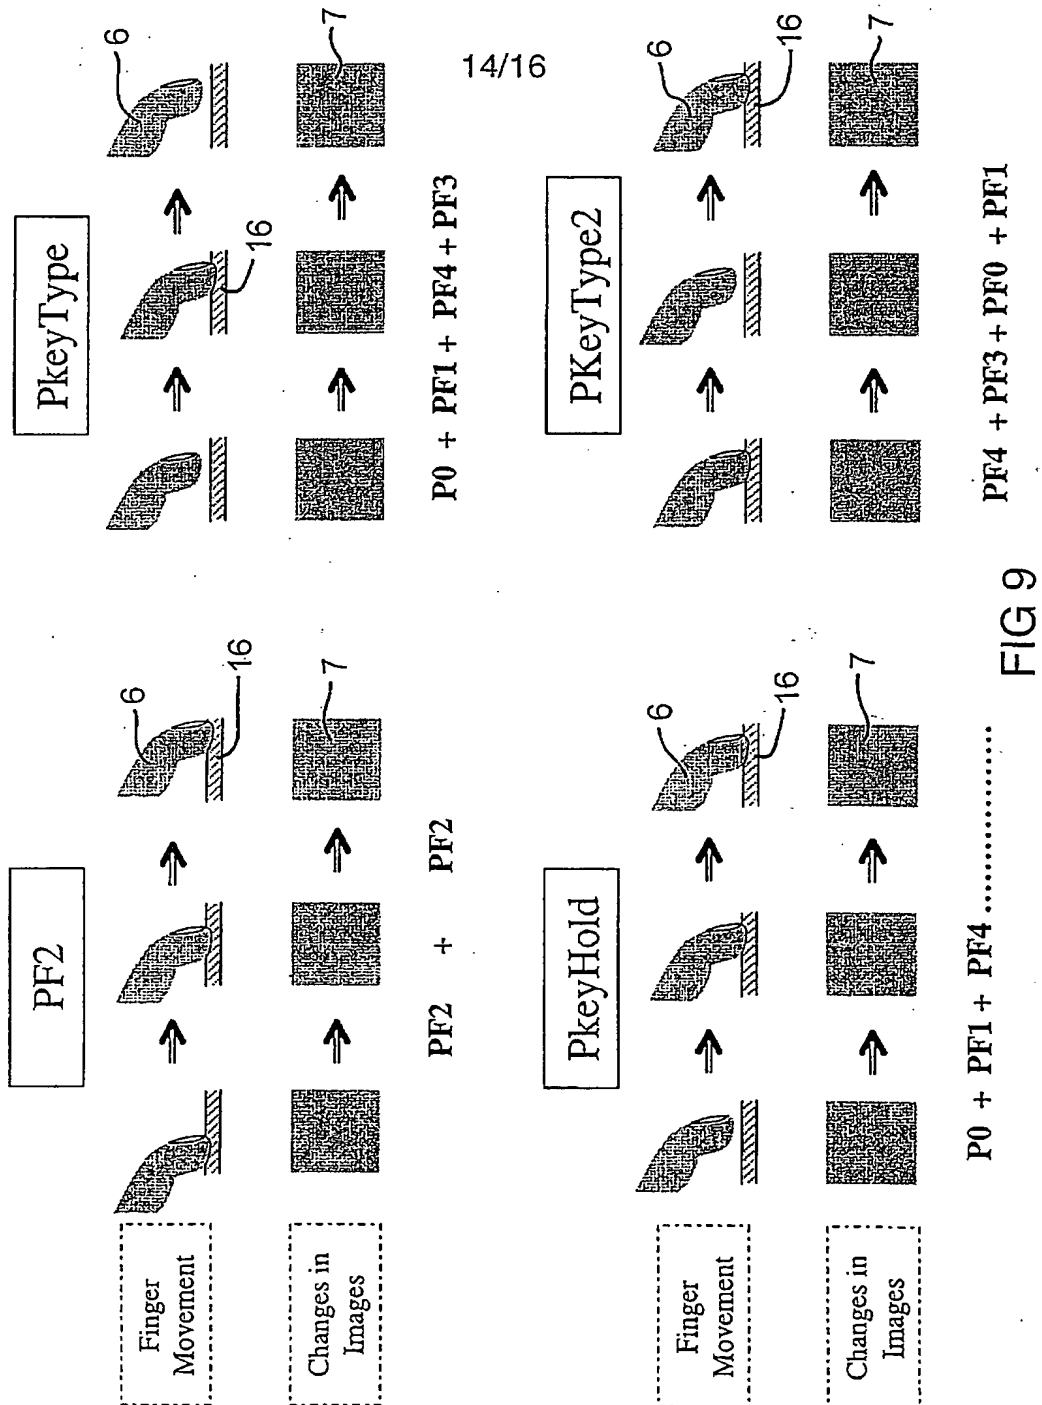 14/16
PF2
Finger
Movement
6
16
Changes in
Images
7
PF2 + PF2
PkeyType
6
16
7
P0 + PF1 + PF4 + PF3
PkeyHold
Finger
Movement
6
16
Changes in
Images
7
P0 + PF1 + PF4 ................
PKeyType2
6
16
7
PF4 + PF3 + PF0 + PF1
FIG 9